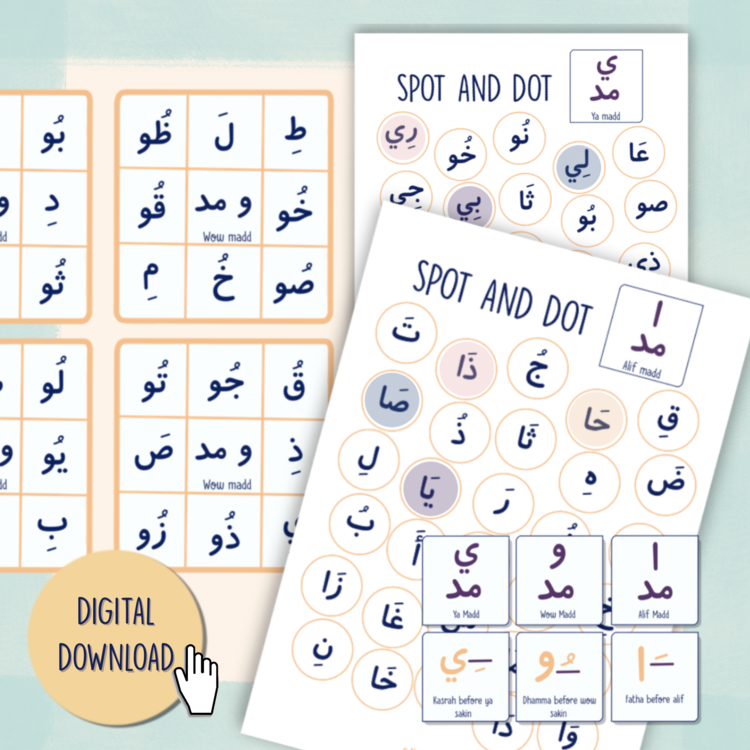 بُو
طِ لَ ظُو
دِ
خُو و مد قُو
Wow madd
ثُو
صُو خُ مِ
لُو
قُ جُو تُو
يُو
ذِ و مد صَ
Wow madd
بِ
ذُو زُو
SPOT AND DOT
ي
مد
Ya madd
رِي
خُو
نُو
لِي
عَا
جِي
بِي
ثَا
بُو
صو
ذِي
SPOT AND DOT
ا
مد
Alif madd
تَ
ذَا
جُ
صَا
ذُ
ثَا
حَا
قِ
لِ
يَا
رَ
هِ
ضَ
بُ
أَ
زَا
غَا
نِ
خَا
ذَا
وَا
ي
مد
Ya Madd
و
مد
Wow Madd
ا
مد
Alif Madd
ـِي
Kasrah before ya
sakin
ـُو
Dhamma before wow
sakin
ـَا
Fatha before alif
DIGITAL
DOWNLOAD